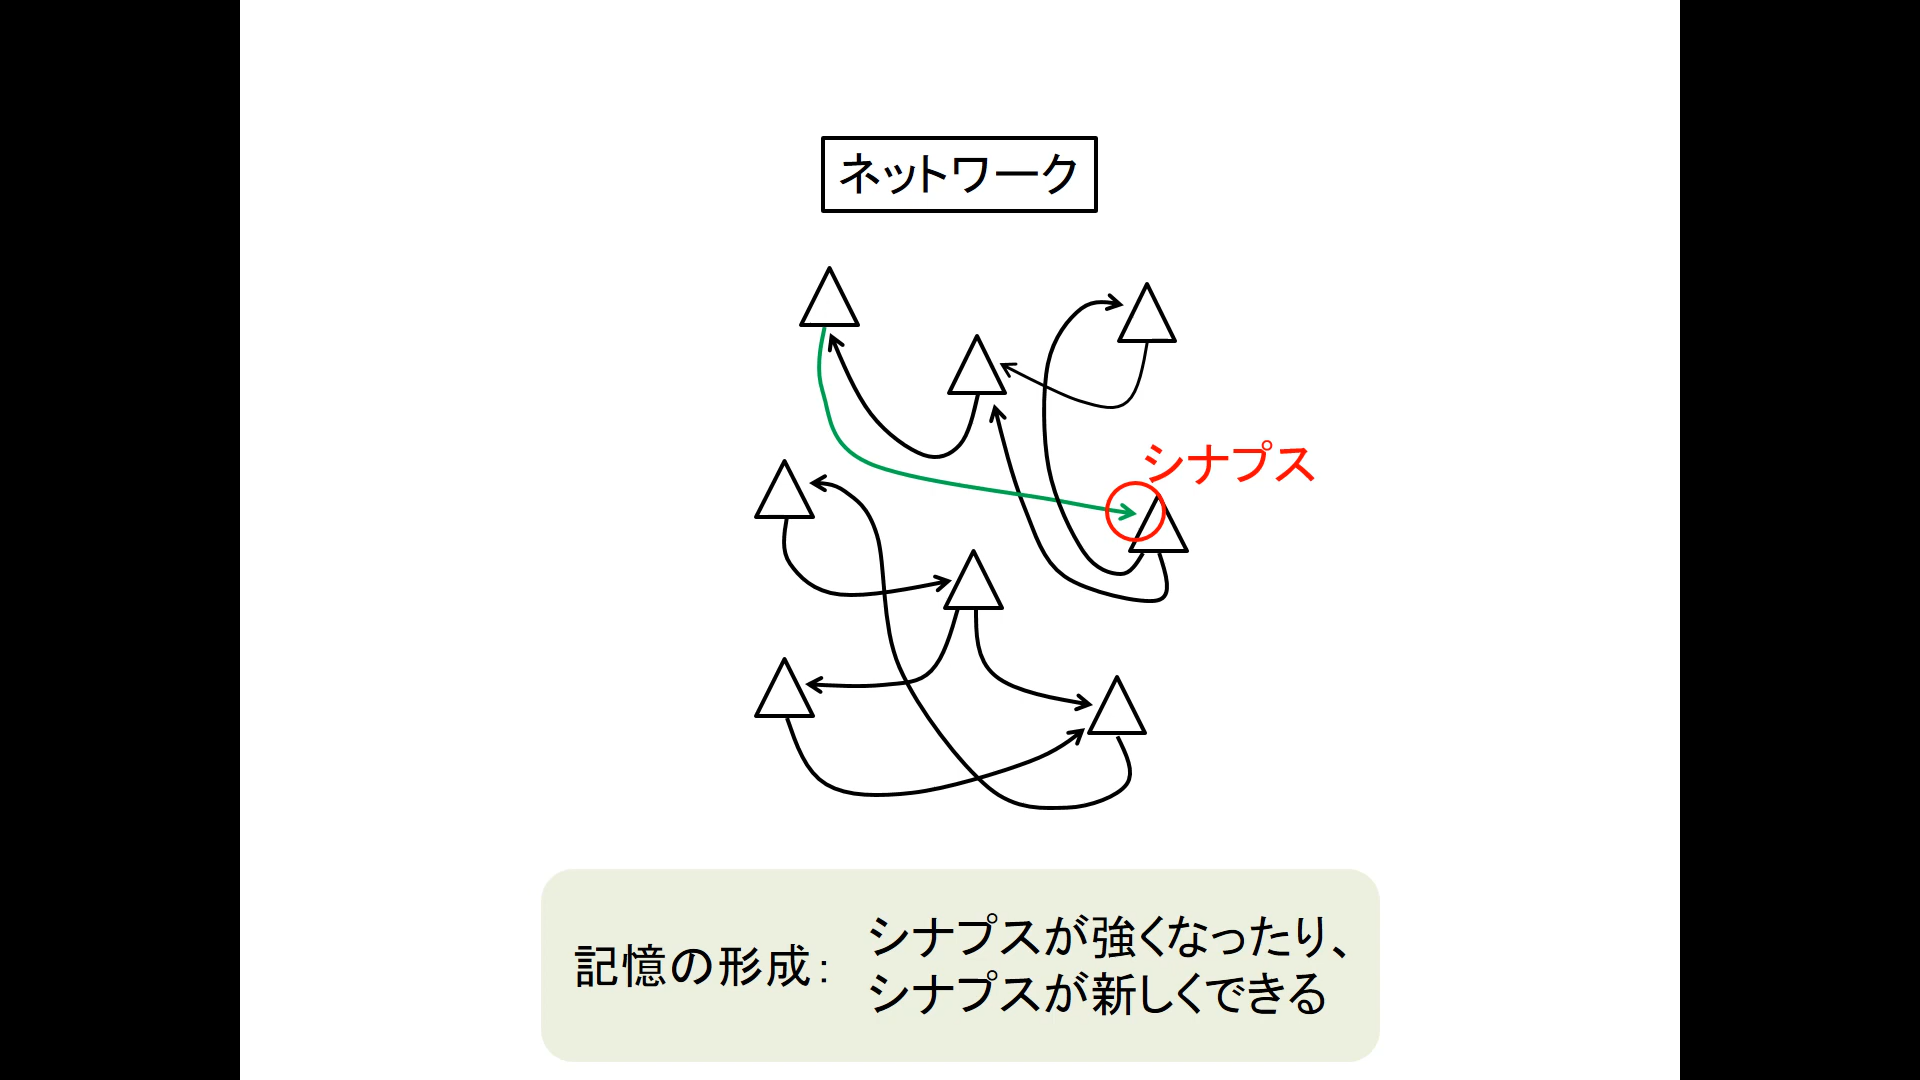 ネットワーク
シナプス
記憶の形成：
シナプスが強くなったり、
シナプスが新しくできる